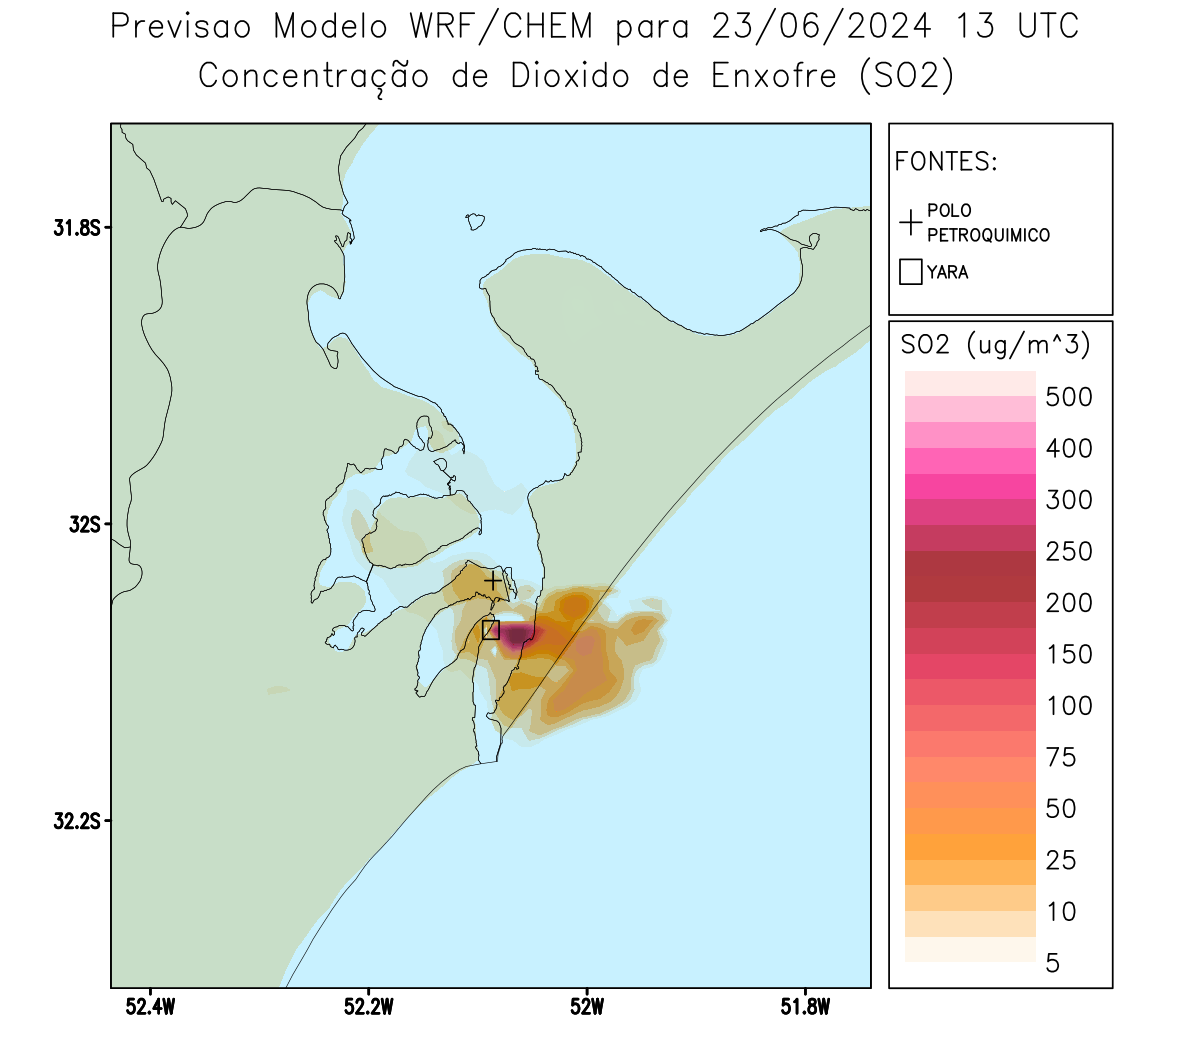 Previsao Modelo WRF/CHEM para 23/06/2024 13 UTC
Concentração de Dioxido de Enxofre (SO2)
FONTES:
POLO
PETROQUIMICO
YARA
SO2 (ug/m^3)
500
400
300
250
200
150
100
75
50
25
10
5
31.8S
32S
32.2S
52.4W
52.2W
52W
51.8W